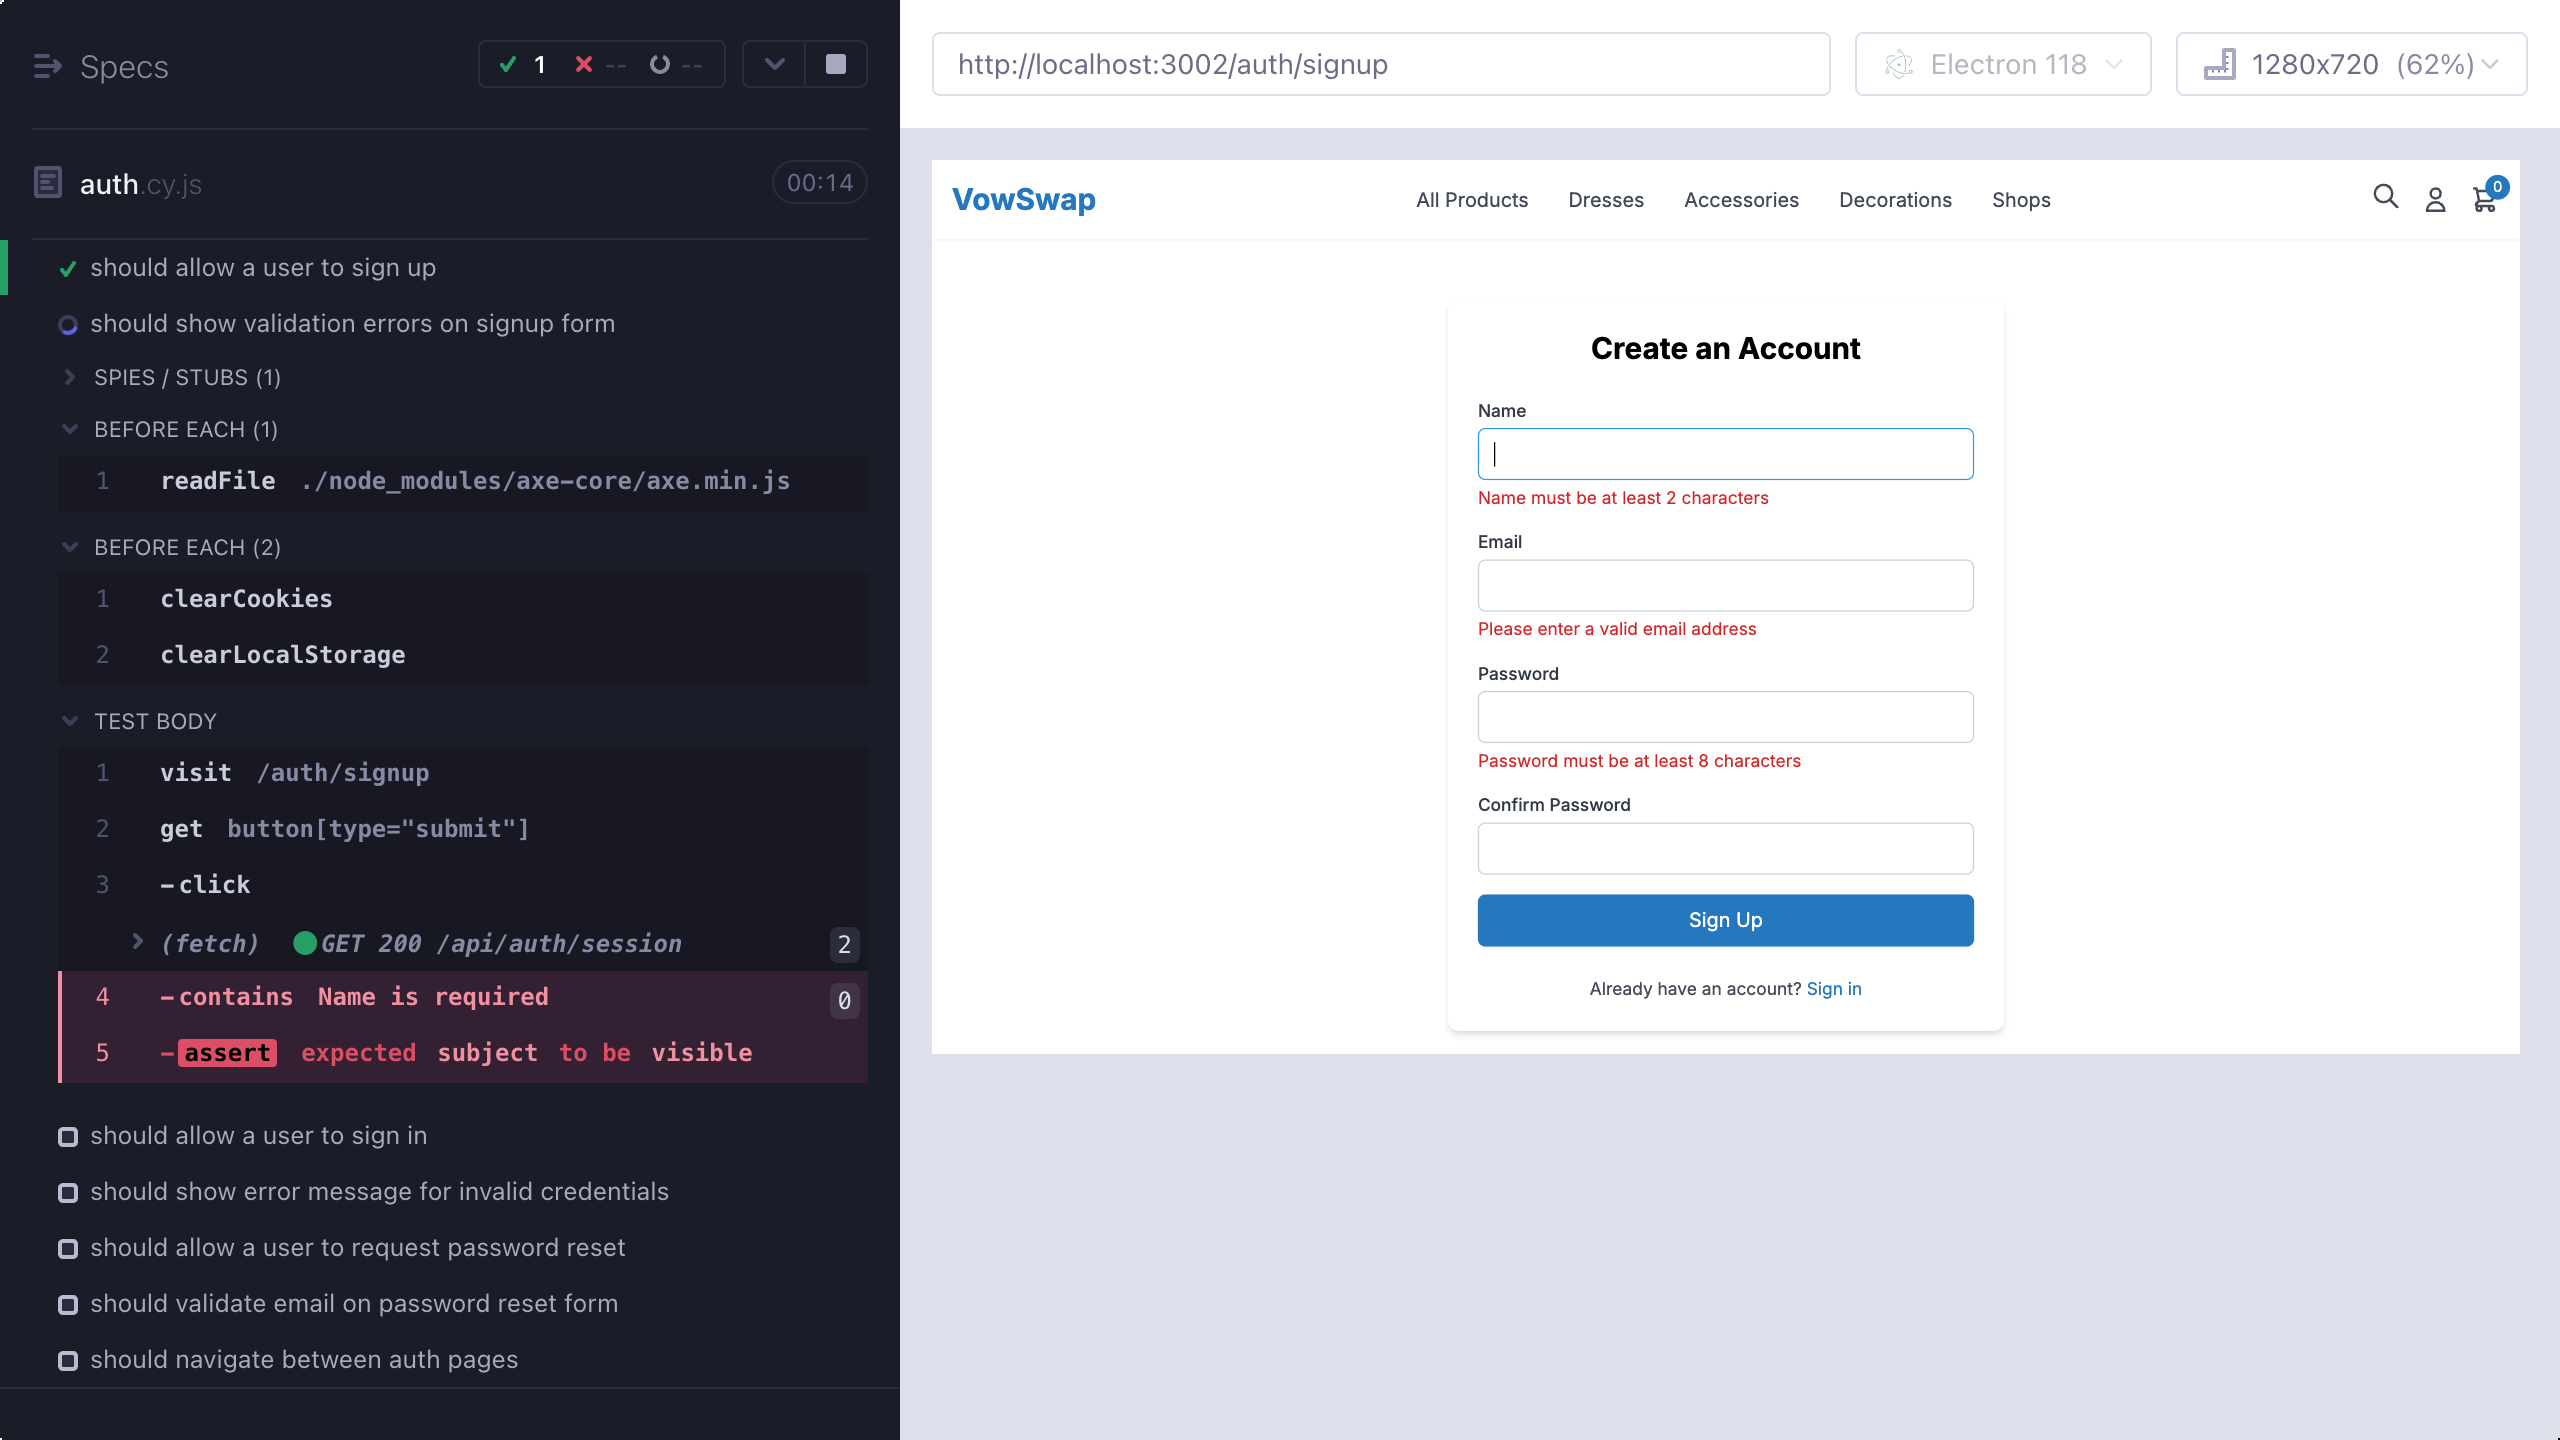 Specs
1 -- --
auth.cy.js 00:14
should allow a user to sign up
should show validation errors on signup form
SPIES / STUBS (1)
BEFORE EACH (1)
1 readFile ./node_modules/axe-core/axe.min.js
BEFORE EACH (2)
1 clearCookies
2 clearLocalStorage
TEST BODY
1 visit /auth/signup
2 get button[type="submit"]
3 -click
(fetch) GET 200 /api/auth/session 2
4 -contains Name is required 0
5 -assert expected subject to be visible
should allow a user to sign in
should show error message for invalid credentials
should allow a user to request password reset
should validate email on password reset form
should navigate between auth pages
http://localhost:3002/auth/signup
Electron 118
1280x720 (62%)
VowSwap
All Products Dresses Accessories Decorations Shops
0
Create an Account
Name
Name must be at least 2 characters
Email
Please enter a valid email address
Password
Password must be at least 8 characters
Confirm Password
Sign Up
Already have an account? Sign in